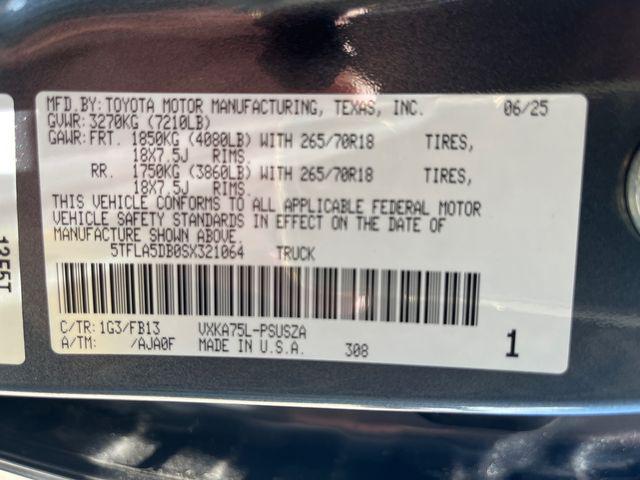 MFD.BY:TOYOTA MOTOR MANUFACTURING, TEXAS, INC. 06/25
GVWR:3270KG (7210LB)
GAWR:FRT. 1850KG (4080LB) WITH 265/70R18 TIRES,
18X7.5J RIMS.
RR. 1750KG (3860LB) WITH 265/70R18 TIRES,
18X7.5J RIMS.
THIS VEHICLE CONFORMS TO ALL APPLICABLE FEDERAL MOTOR
VEHICLE SAFETY STANDARDS IN EFFECT ON THE DATE OF
MANUFACTURE SHOWN ABOVE.
5TFLA5DB0SX321064 TRUCK
C/TR:1G3/FB13 VXKA75L-PSUSZA
A/TM: /AJA0F MADE IN U.S.A. 308 1